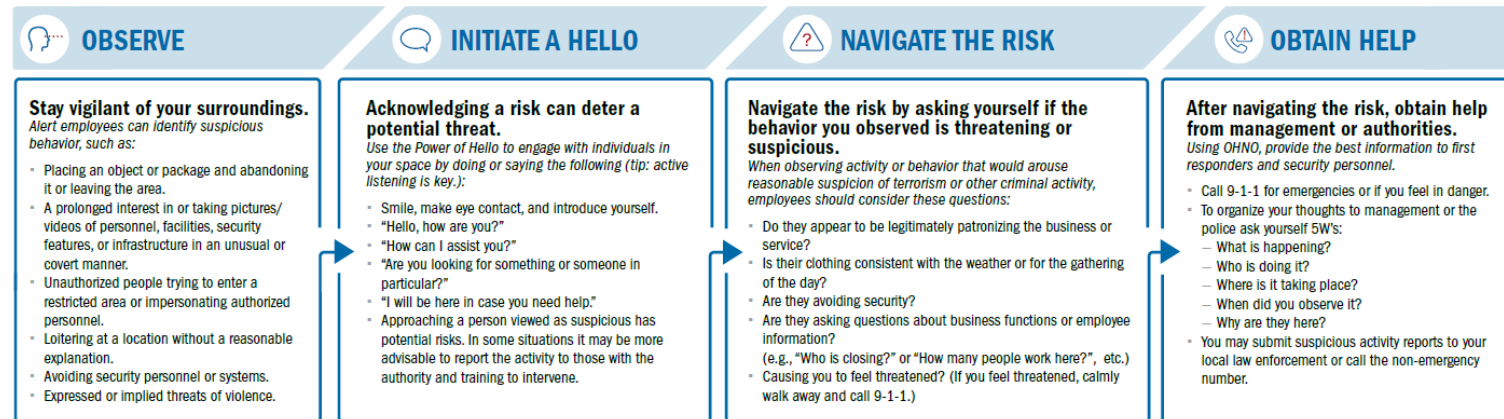 OBSERVE
Stay vigilant of your surroundings.
Alert employees can identify suspicious
behavior, such as:
▪ Placing an object or package and abandoning
it or leaving the area.
▪ A prolonged interest in or taking pictures/
videos of personnel, facilities, security
features, or infrastructure in an unusual or
covert manner.
▪ Unauthorized people trying to enter a
restricted area or impersonating authorized
personnel.
▪ Loitering at a location without a reasonable
explanation.
▪ Avoiding security personnel or systems.
▪ Expressed or implied threats of violence.
INITIATE A HELLO
Acknowledging a risk can deter a
potential threat.
Use the Power of Hello to engage with individuals in
your space by doing or saying the following (tip: active
listening is key.):
▪ Smile, make eye contact, and introduce yourself.
▪ “Hello, how are you?”
▪ “How can I assist you?”
▪ “Are you looking for something or someone in
particular?”
▪ “I will be here in case you need help.”
▪ Approaching a person viewed as suspicious has
potential risks. In some situations it may be more
advisable to report the activity to those with the
authority and training to intervene.
?
NAVIGATE THE RISK
Navigate the risk by asking yourself if the
behavior you observed is threatening or
suspicious.
When observing activity or behavior that would arouse
reasonable suspicion of terrorism or other criminal activity,
employees should consider these questions:
▪ Do they appear to be legitimately patronizing the business or
service?
▪ Is their clothing consistent with the weather or for the gathering
of the day?
▪ Are they avoiding security?
▪ Are they asking questions about business functions or employee
information?
(e.g., “Who is closing?” or “How many people work here?”, etc.)
▪ Causing you to feel threatened? (If you feel threatened, calmly
walk away and call 9-1-1.)
OBTAIN HELP
After navigating the risk, obtain help
from management or authorities.
Using OHNO, provide the best information to first
responders and security personnel.
▪ Call 9-1-1 for emergencies or if you feel in danger.
▪ To organize your thoughts to management or the
police ask yourself 5W's:
— What is happening?
— Who is doing it?
— Where is it taking place?
— When did you observe it?
— Why are they here?
▪ You may submit suspicious activity reports to your
local law enforcement or call the non-emergency
number.